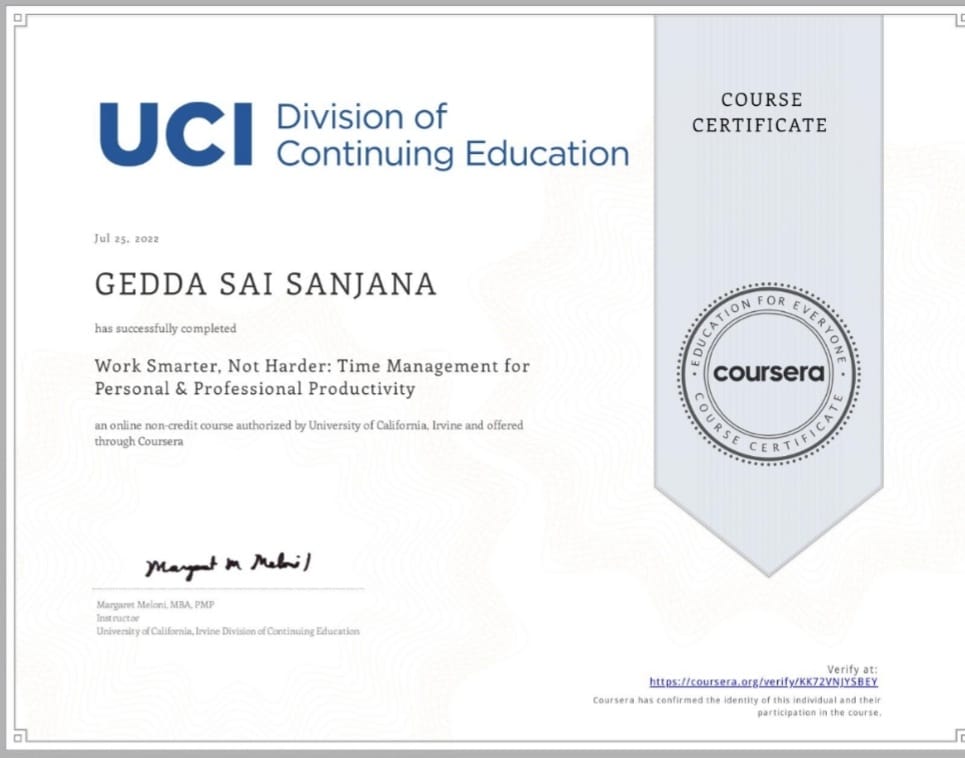 UCI Division of
Continuing Education
COURSE
CERTIFICATE
Jul 25, 2022
GEDDA SAI SANJANA
has successfully completed
Work Smarter, Not Harder: Time Management for
Personal & Professional Productivity
an online non-credit course authorized by University of California, Irvine and offered
through Coursera
EDUCATION FOR EVERYONE
coursera
COURSE CERTIFICATE
Margaret M Meloni
Margaret Meloni, MBA, PMP
Instructor
University of California, Irvine Division of Continuing Education
Verify at:
https://coursera.org/verify/KK72VNJYSBEY
Coursera has confirmed the identity of this individual and their
participation in the course.